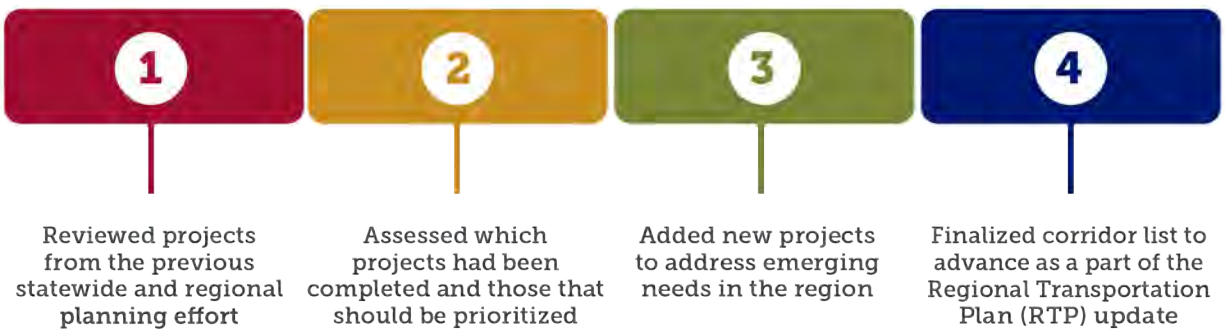 1
Reviewed projects
from the previous
statewide and regional
planning effort
2
Assessed which
projects had been
completed and those that
should be prioritized
3
Added new projects
to address emerging
needs in the region
4
Finalized corridor list to
advance as a part of the
Regional Transportation
Plan (RTP) update